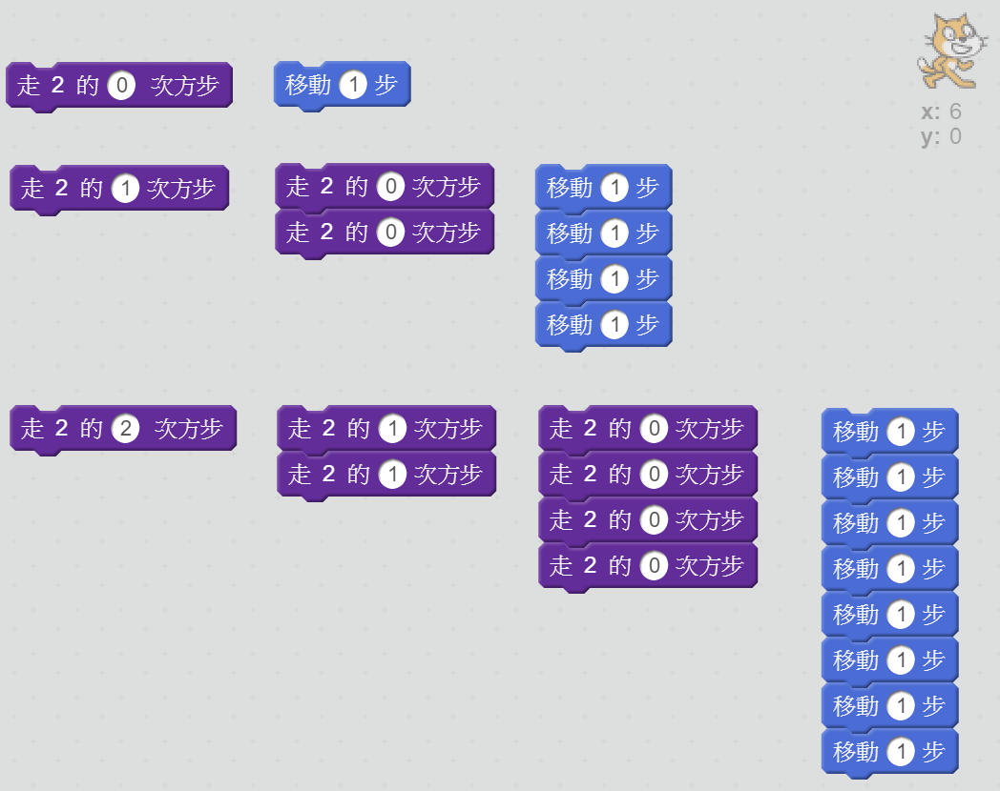 走 2 的 0 次方步
移動 1 步
x: 6
y: 0
走 2 的 1 次方步
走 2 的 0 次方步
走 2 的 0 次方步
移動 1 步
移動 1 步
移動 1 步
移動 1 步
走 2 的 2 次方步
走 2 的 1 次方步
走 2 的 1 次方步
走 2 的 0 次方步
走 2 的 0 次方步
走 2 的 0 次方步
走 2 的 0 次方步
移動 1 步
移動 1 步
移動 1 步
移動 1 步
移動 1 步
移動 1 步
移動 1 步
移動 1 步